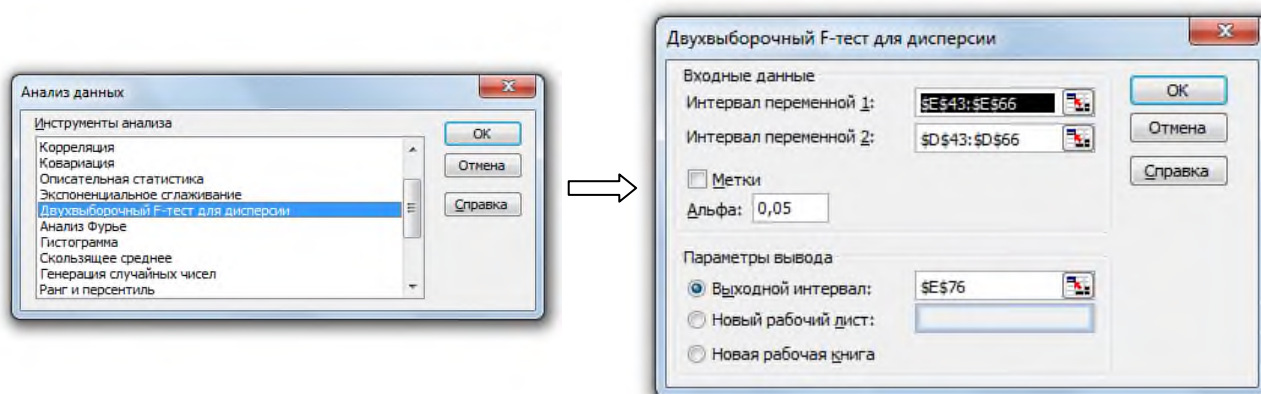 Анализ данных
Инструменты анализа
Корреляция
Ковариация
Описательная статистика
Экспоненциальное сглаживание
Двухвыборочный F-тест для дисперсии
Анализ Фурье
Гистограмма
Скользящее среднее
Генерация случайных чисел
Ранг и персентиль
ОК
Отмена
Справка
Двухвыборочный F-тест для дисперсии
Входные данные
Интервал переменной 1: $E$43:$E$66
Интервал переменной 2: $D$43:$D$66
Метки
Альфа: 0,05
Параметры вывода
Выходной интервал: $E$76
Новый рабочий лист:
Новая рабочая книга
ОК
Отмена
Справка